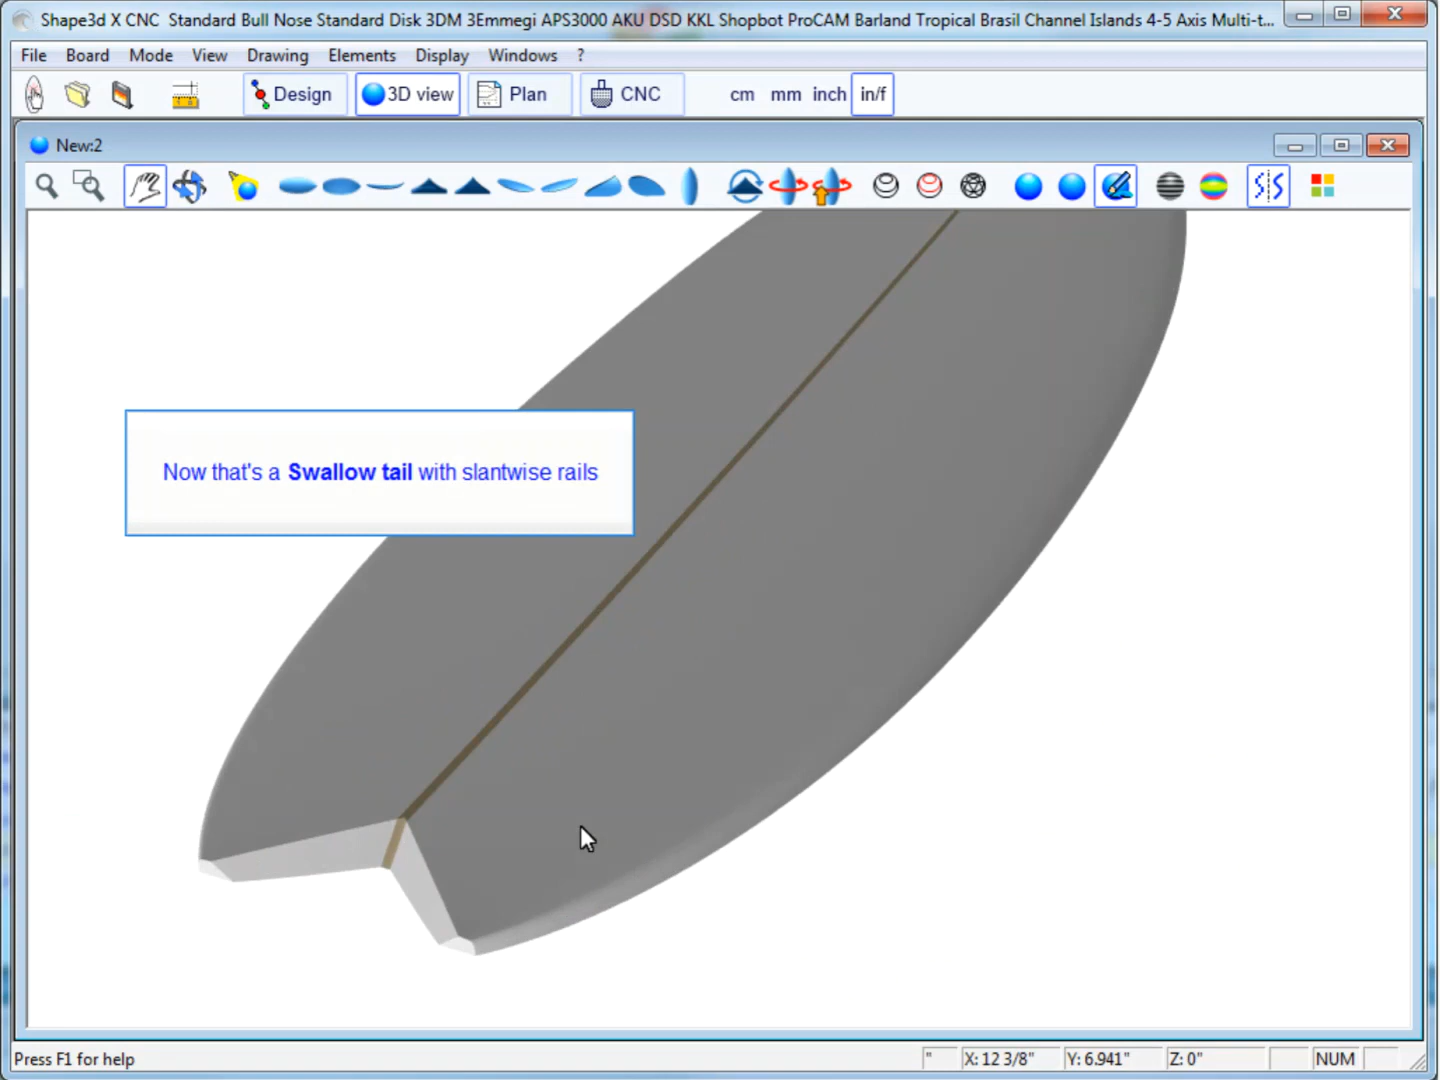 Shape3d X CNC  Standard Bull Nose Standard Disk 3DM 3Emmegi APS3000 AKU DSD KKL Shopbot ProCAM Barland Tropical Brasil Channel Islands 4-5 Axis Multi-t...
File Board Mode View Drawing Elements Display Windows ?
Design 3D view Plan CNC cm mm inch in/f
New:2
Now that's a Swallow tail with slantwise rails
Press F1 for help " X: 12 3/8" Y: 6.941" Z: 0" NUM